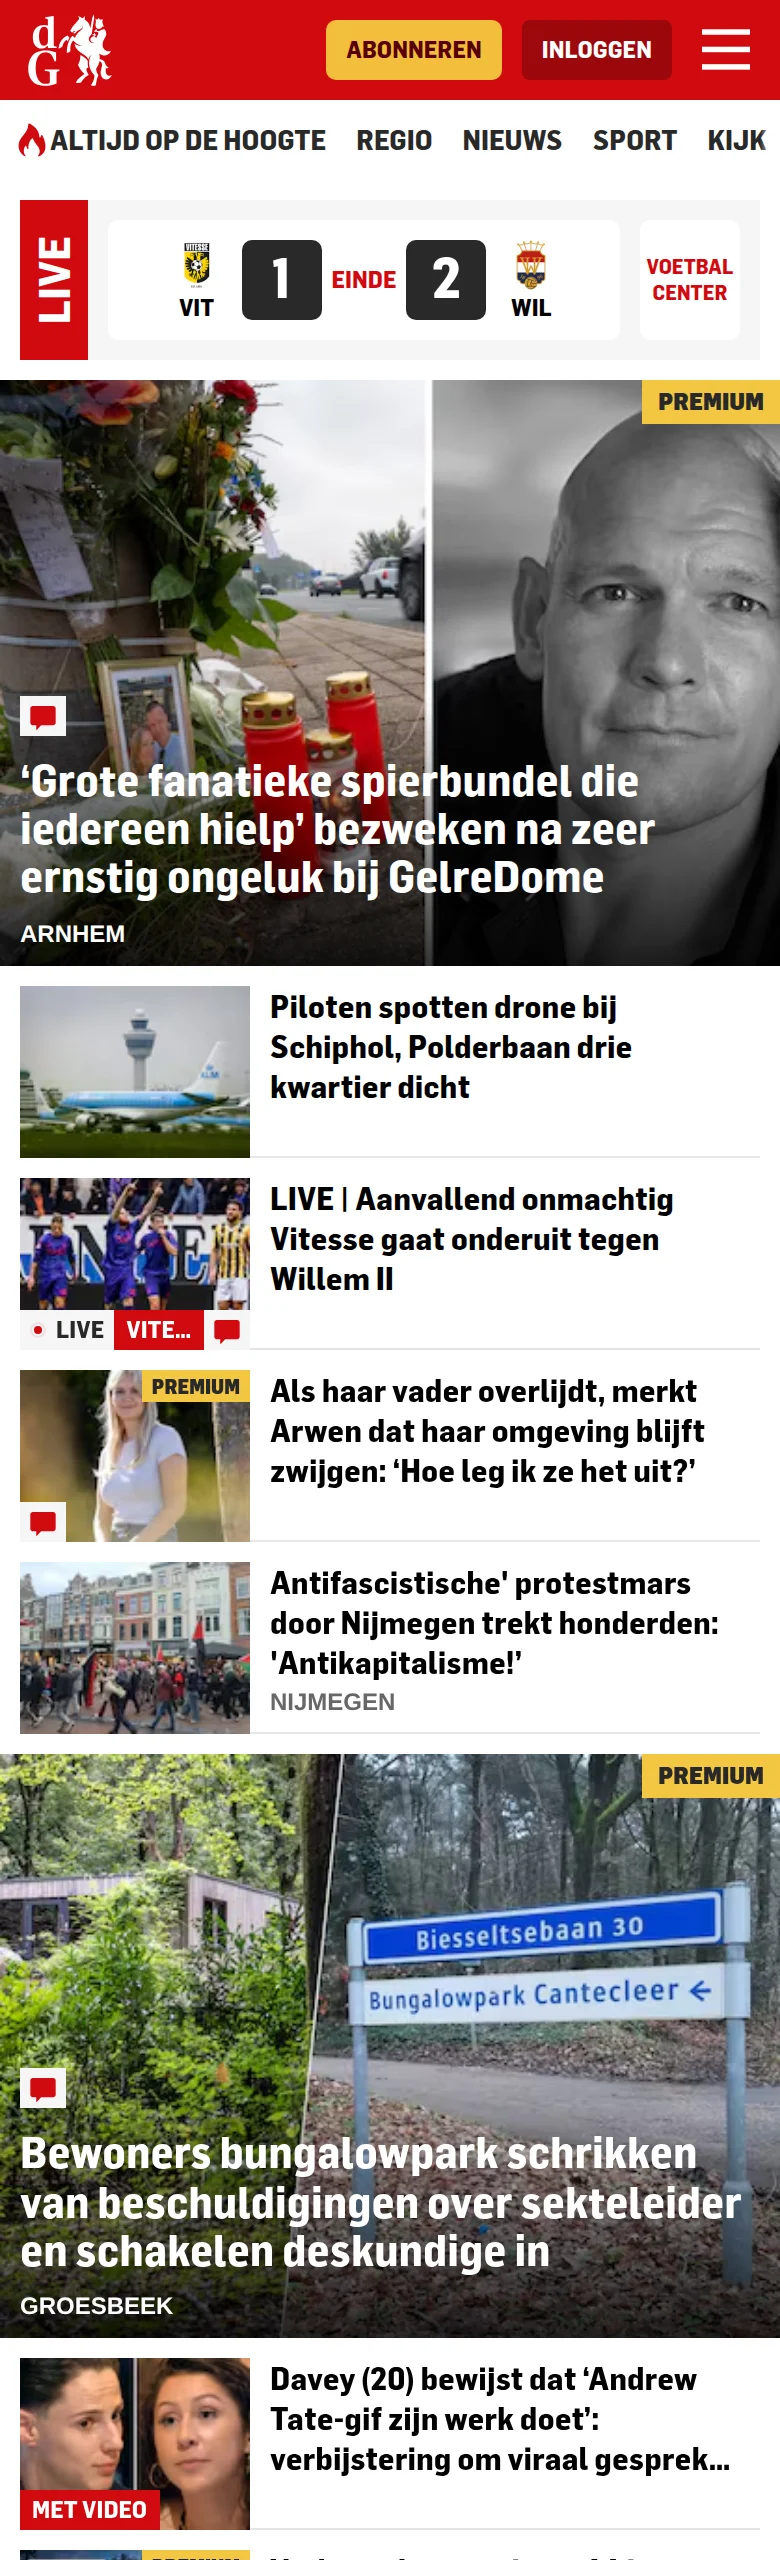 dG
ABONNEREN
INLOGGEN
ALTIJD OP DE HOOGTE REGIO NIEUWS SPORT KIJK
LIVE
VITESSE
VIT
1
EINDE
2
WIL
VOETBAL
CENTER
PREMIUM
‘Grote fanatieke spierbundel die
iedereen hielp’ bezweken na zeer
ernstig ongeluk bij GelreDome
ARNHEM
Piloten spotten drone bij
Schiphol, Polderbaan drie
kwartier dicht
KLM
LIVE | Aanvallend onmachtig
Vitesse gaat onderuit tegen
Willem II
LIVE
VITE...
PREMIUM
Als haar vader overlijdt, merkt
Arwen dat haar omgeving blijft
zwijgen: ‘Hoe leg ik ze het uit?’
Antifascistische' protestmars
door Nijmegen trekt honderden:
'Antikapitalisme!’
NIJMEGEN
PREMIUM
Biesseltsebaan 30
Bungalowpark Cantecleer ←
Bewoners bungalowpark schrikken
van beschuldigingen over sekteleider
en schakelen deskundige in
GROESBEEK
Davey (20) bewijst dat ‘Andrew
Tate-gif zijn werk doet’:
verbijstering om viraal gesprek...
MET VIDEO